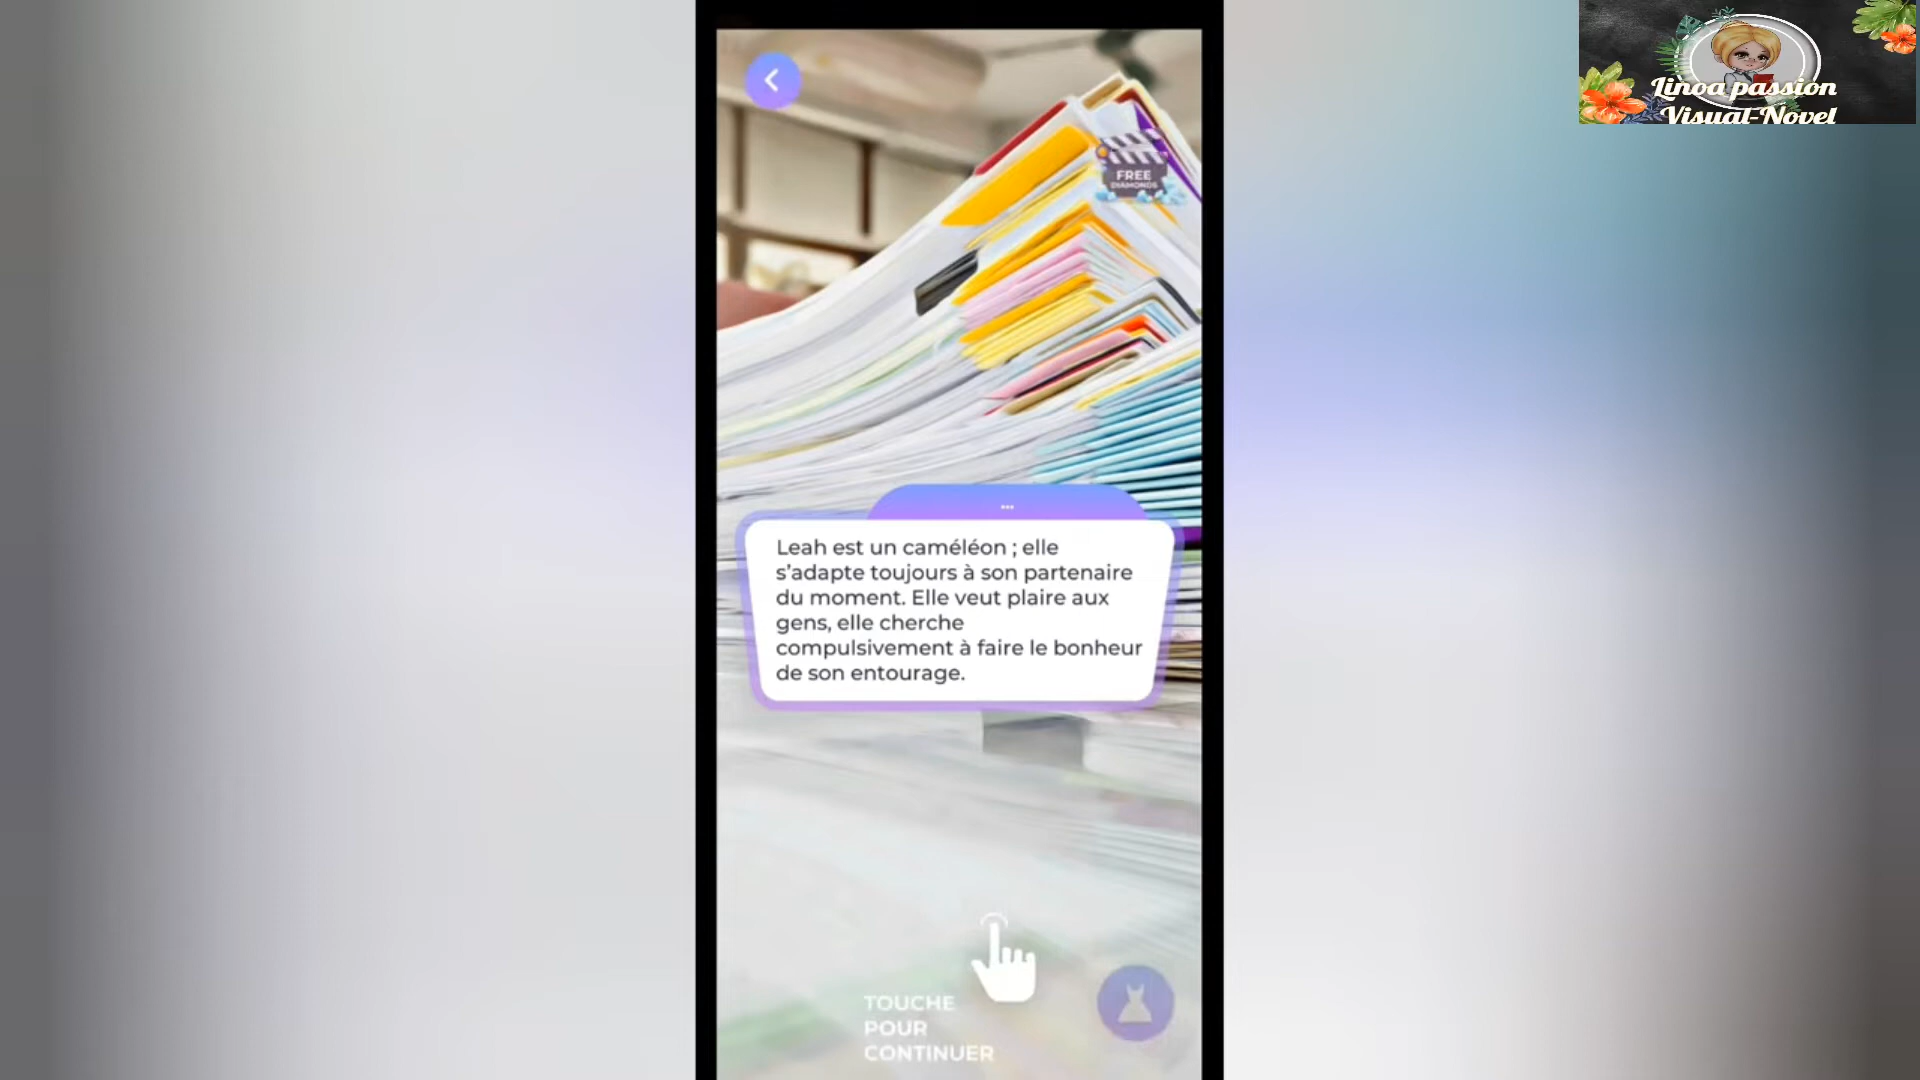 Linoa passion
Visual-Novel
FREE
DIAMONDS
...
Leah est un caméléon ; elle
s'adapte toujours à son partenaire
du moment. Elle veut plaire aux
gens, elle cherche
compulsivement à faire le bonheur
de son entourage.
TOUCHE
POUR
CONTINUER